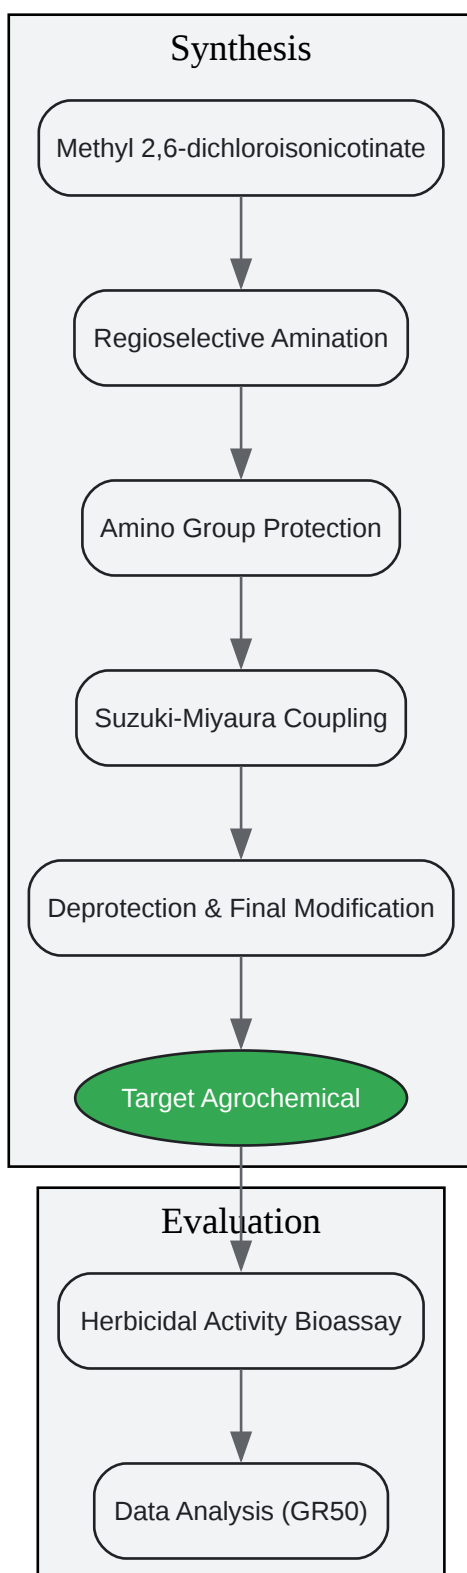 Synthesis
Methyl 2,6-dichloroisonicotinate
Regioselective Amination
Amino Group Protection
Suzuki-Miyaura Coupling
Deprotection & Final Modification
Target Agrochemical
Evaluation
Herbicidal Activity Bioassay
Data Analysis (GR50)